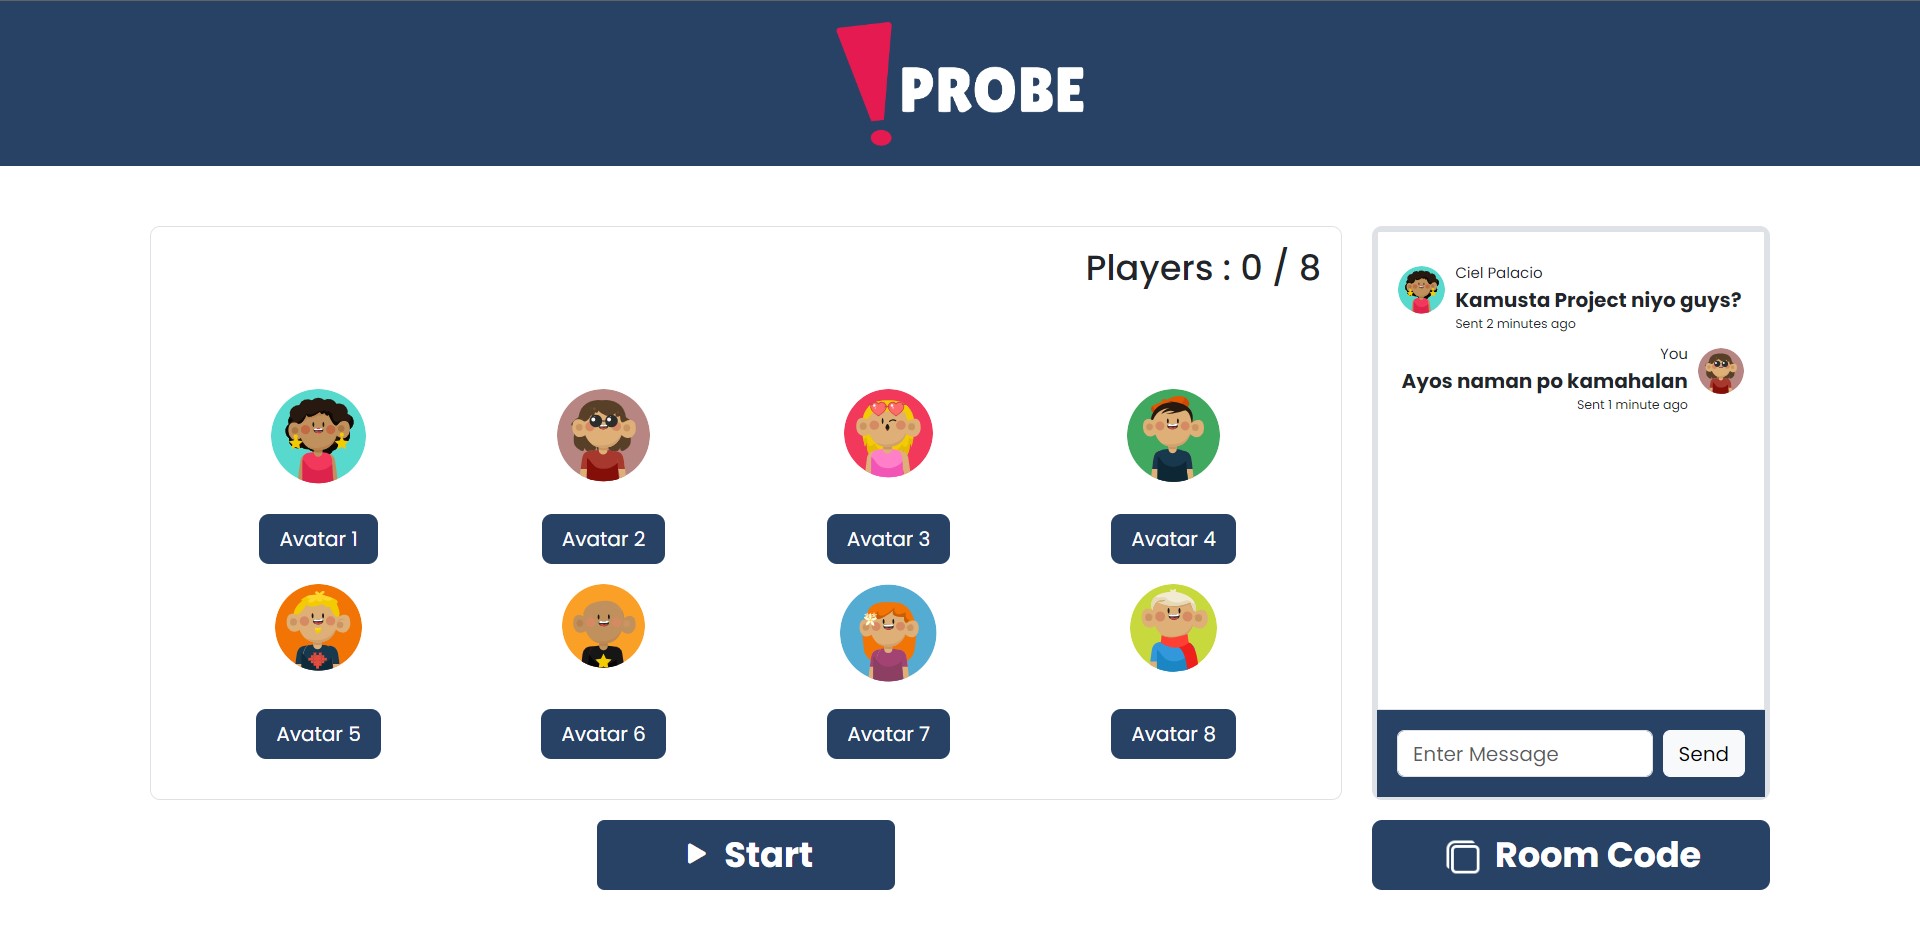 ! PROBE
Players : 0 / 8
Avatar 1
Avatar 2
Avatar 3
Avatar 4
Avatar 5
Avatar 6
Avatar 7
Avatar 8
Start
Ciel Palacio
Kamusta Project niyo guys?
Sent 2 minutes ago
You
Ayos naman po kamahalan
Sent 1 minute ago
Enter Message
Send
Room Code